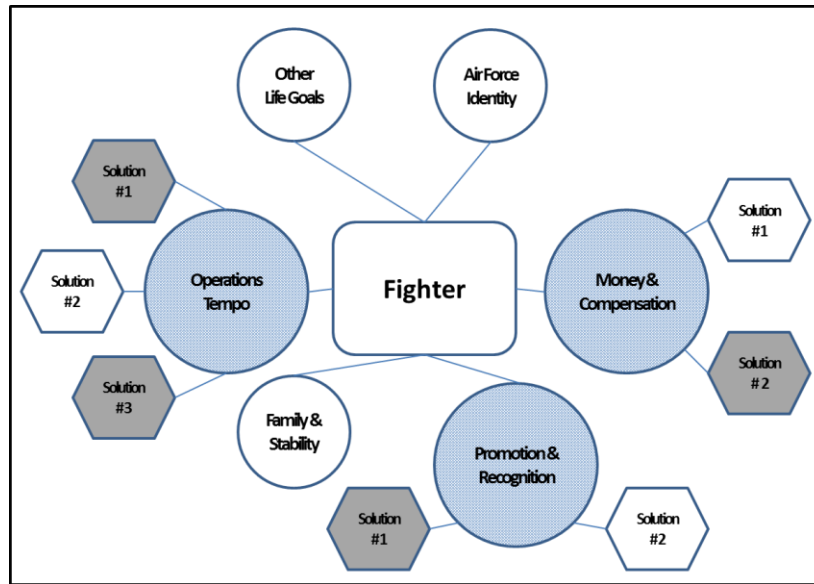 Other
Life Goals
Air Force
Identity
Solution
#1
Solution
#1
Solution
#2
Operations
Tempo
Fighter
Money &
Compensation
Solution
#3
Solution
#2
Family &
Stability
Promotion &
Recognition
Solution
#1
Solution
#2